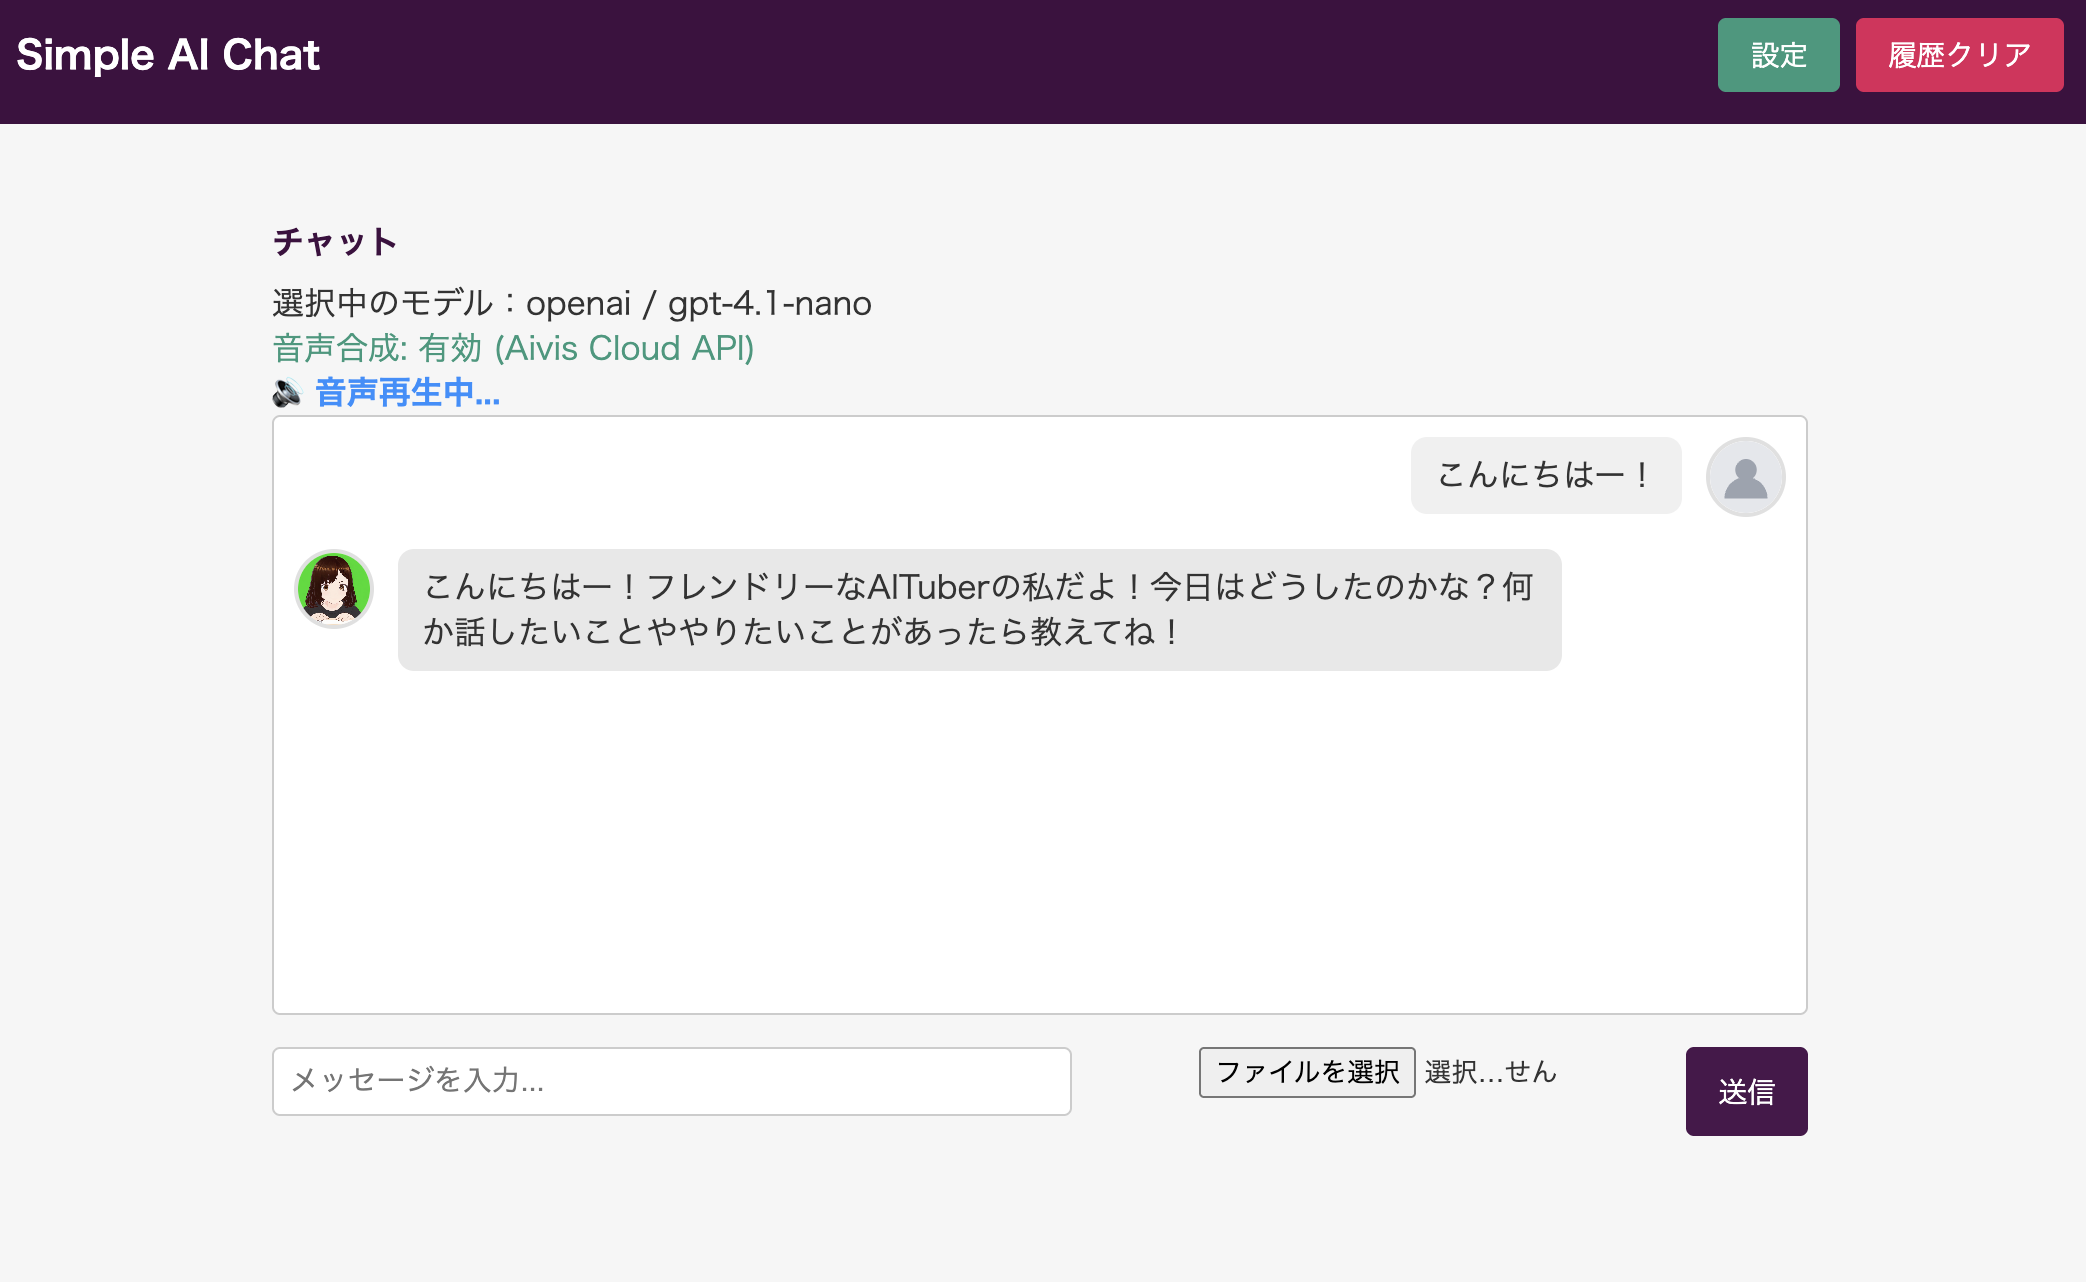 Simple AI Chat
設定
履歴クリア
チャット
選択中のモデル：openai / gpt-4.1-nano
音声合成: 有効 (Aivis Cloud API)
🔊 音声再生中...
こんにちはー！
こんにちはー！フレンドリーなAITuberの私だよ！今日はどうしたのかな？何
か話したいことややりたいことがあったら教えてね！
メッセージを入力...
ファイルを選択 選択...せん
送信